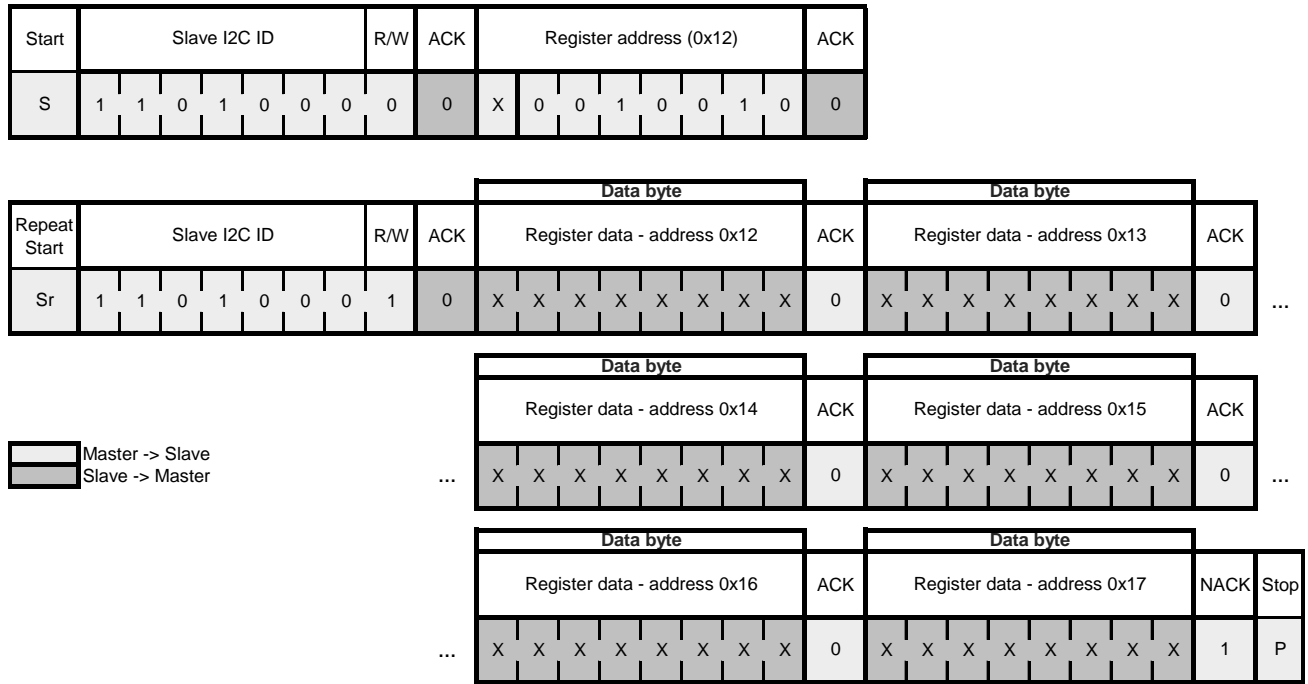 Start Slave I2C ID R/W ACK Register address (0x12) ACK
S 1 1 0 1 0 0 0 0 0 X 0 0 1 0 0 1 0 0
Data byte Data byte
Repeat Start Slave I2C ID R/W ACK Register data - address 0x12 ACK Register data - address 0x13 ACK
Sr 1 1 0 1 0 0 0 1 0 X X X X X X X X 0 X X X X X X X X 0 ...
Data byte Data byte
Register data - address 0x14 ACK Register data - address 0x15 ACK
Master -> Slave
Slave -> Master
... X X X X X X X X 0 X X X X X X X X 0 ...
Data byte Data byte
Register data - address 0x16 ACK Register data - address 0x17 NACK Stop
... X X X X X X X X 0 X X X X X X X X 1 P